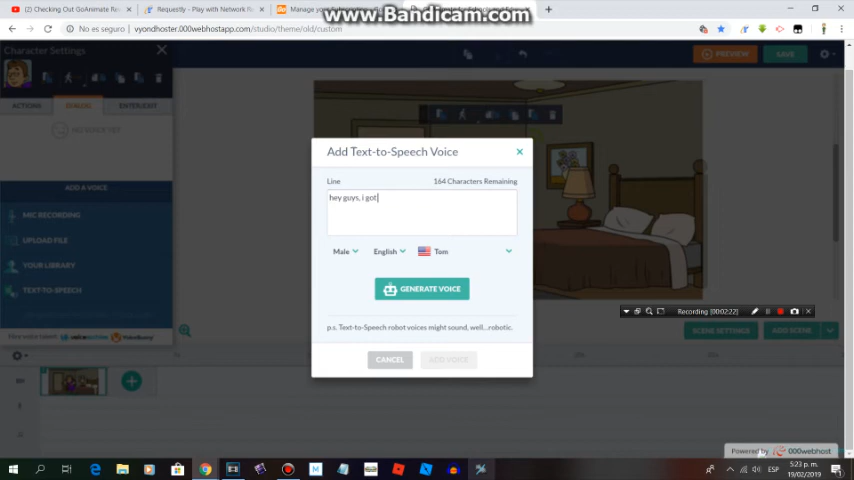 www.Bandicam.com
(2) Checking Out GoAnimate Re
Requestly - Play with Network R
No es seguro | vyondhoster.000webhostapp.com/studio/theme/old/custom
Character Settings
PREVIEW
SAVE
ACTIONS
DIALOG
ENTER/EXIT
NO VOICE YET
ADD A VOICE
MIC RECORDING
UPLOAD FILE
YOUR LIBRARY
TEXT-TO-SPEECH
Add Text-to-Speech Voice
Line
164 Characters Remaining
hey guys, i got
Male
English
Tom
GENERATE VOICE
p.s. Text-to-Speech robot voices might sound, well...robotic.
CANCEL
ADD VOICE
Recording [00:02:22]
SCENE SETTINGS
ADD SCENE
Powered by 000webhost
ESP
5:23 p. m.
19/02/2019